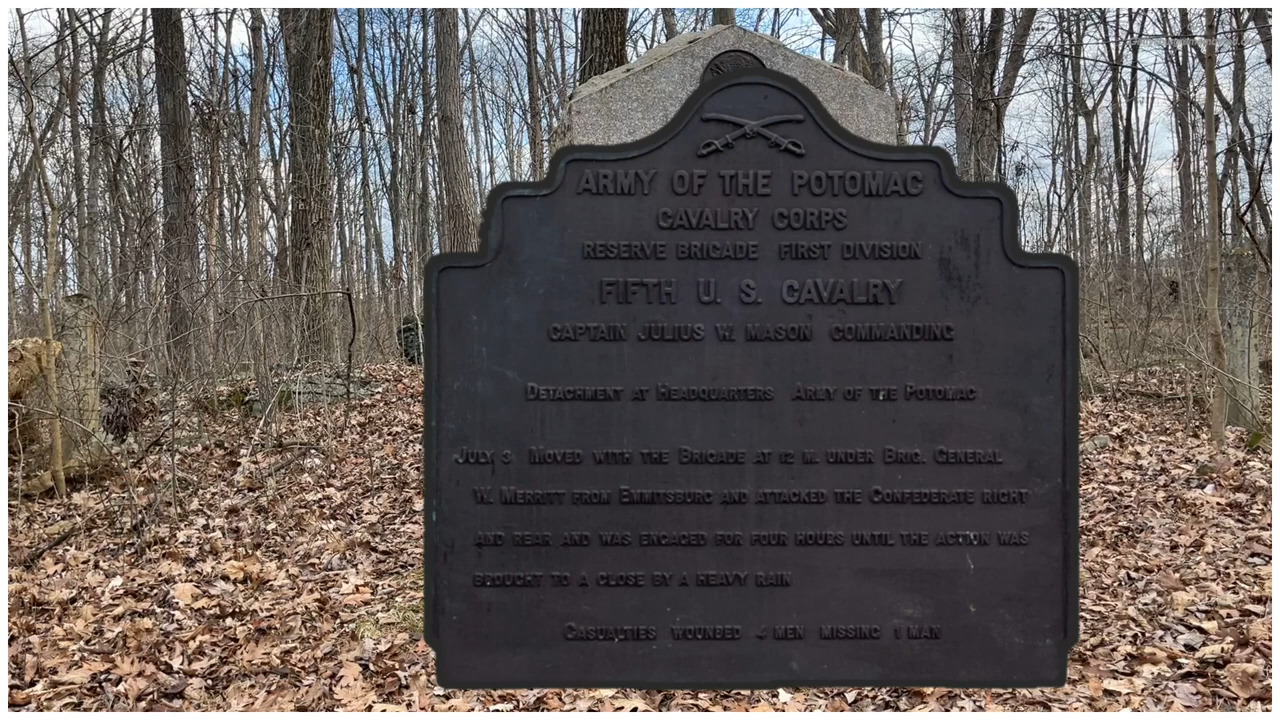 ARMY OF THE POTOMAC
CAVALRY CORPS
RESERVE BRIGADE FIRST DIVISION
FIFTH U. S. CAVALRY
CAPTAIN JULIUS W. MASON COMMANDING
DETACHMENT AT HEADQUARTERS ARMY OF THE POTOMAC
JULY 3 MOVED WITH THE BRIGADE AT 12 M. UNDER BRIG. GENERAL
W. MERRITT FROM EMMITSBURG AND ATTACKED THE CONFEDERATE RIGHT
AND REAR AND WAS ENGAGED FOR FOUR HOURS UNTIL THE ACTION WAS
BROUGHT TO A CLOSE BY A HEAVY RAIN
CASUALTIES WOUNDED 4 MEN MISSING 1 MAN